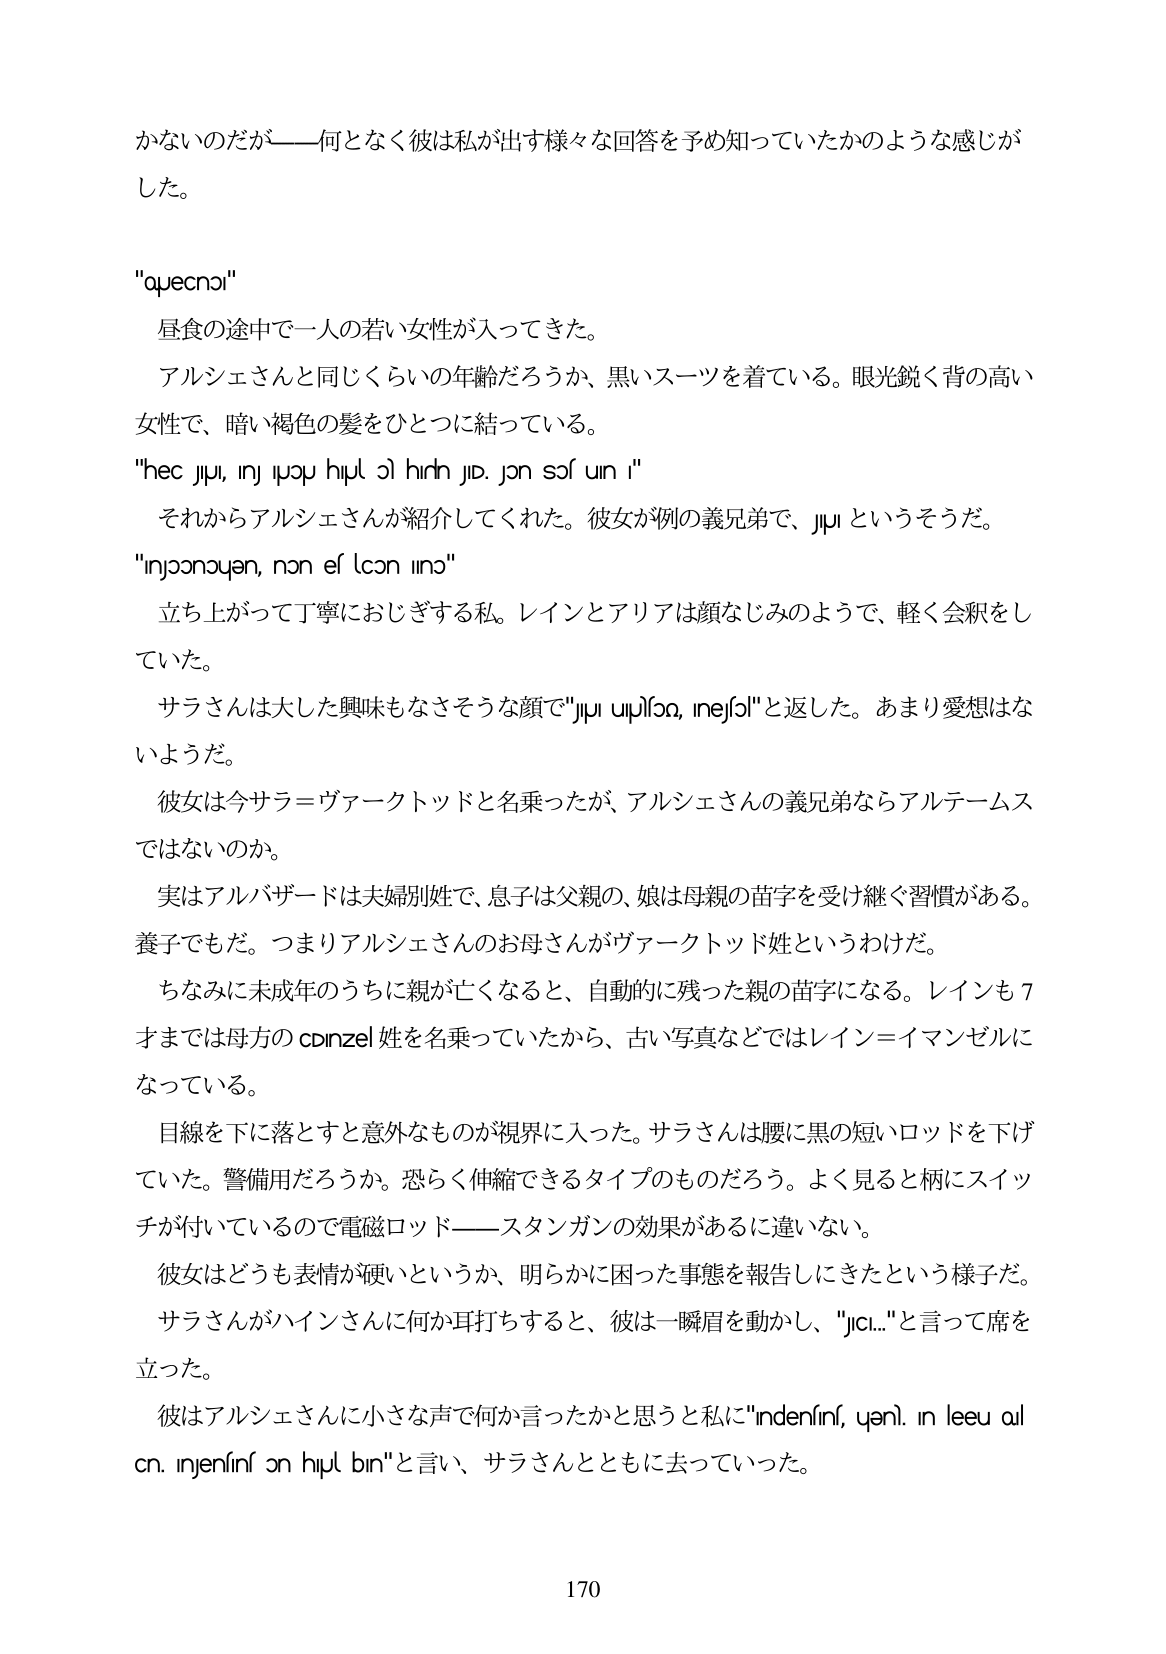 かないのだが――何となく彼は私が出す様々な回答を予め知っていたかのような感じが
した。
昼食の途中で一人の若い女性が入ってきた。
アルシェさんと同じくらいの年齢だろうか、黒いスーツを着ている。眼光鋭く背の高い
女性で、暗い褐色の髪をひとつに結っている。
それからアルシェさんが紹介してくれた。彼女が例の義兄弟で、 というそうだ。
立ち上がって丁寧におじぎする私。レインとアリアは顔なじみのようで、軽く会釈をし
ていた。
サラさんは大した興味もなさそうな顔で と返した。あまり愛想はな
いようだ。
彼女は今サラ＝ヴァークトッドと名乗ったが、アルシェさんの義兄弟ならアルテームス
ではないのか。
実はアルバザードは夫婦別姓で、息子は父親の、娘は母親の苗字を受け継ぐ習慣がある。
養子でもだ。つまりアルシェさんのお母さんがヴァークトッド姓というわけだ。
ちなみに未成年のうちに親が亡くなると、自動的に残った親の苗字になる。レインも 7
才までは母方の 姓を名乗っていたから、古い写真などではレイン＝イマンゼルに
なっている。
目線を下に落とすと意外なものが視界に入った。サラさんは腰に黒の短いロッドを下げ
ていた。警備用だろうか。恐らく伸縮できるタイプのものだろう。よく見ると柄にスイッ
チが付いているので電磁ロッド――スタンガンの効果があるに違いない。
彼女はどうも表情が硬いというか、明らかに困った事態を報告しにきたという様子だ。
サラさんがハインさんに何か耳打ちすると、彼は一瞬眉を動かし、 と言って席を
立った。
彼はアルシェさんに小さな声で何か言ったかと思うと私に
と言い、サラさんとともに去っていった。
170